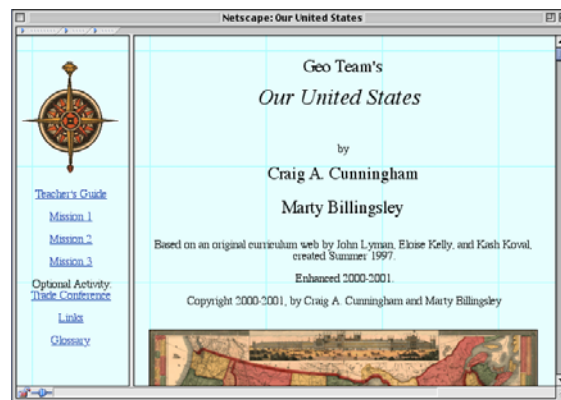 Netscape: Our United States
Teacher's Guide
Mission 1
Mission 2
Mission 3
Optional Activity.
Trade Conference
Links
Glossary
Geo Team's
Our United States
by
Craig A. Cunningham
Marty Billingsley
Based on an original curriculum web by John Lyman, Eloise Kelly, and Kash Koval,
created Summer 1997.
Enhanced 2000-2001.
Copyright 2000-2001, by Craig A. Cunningham and Marty Billingsley